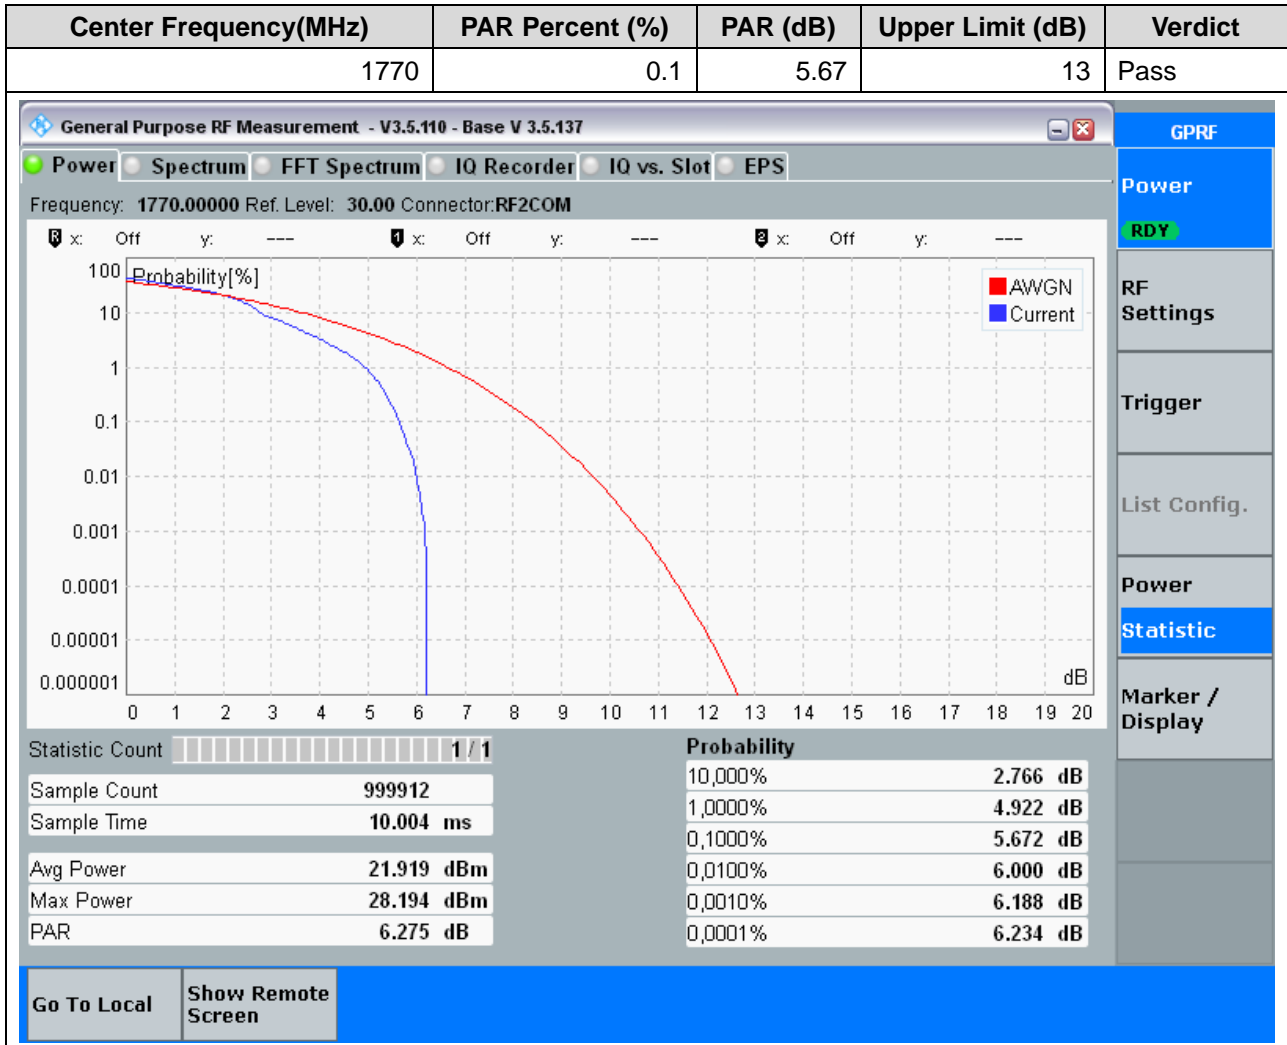 Center Frequency(MHz) PAR Percent (%) PAR (dB) Upper Limit (dB) Verdict
1770 0.1 5.67 13 Pass
General Purpose RF Measurement - V3.5.110 - Base V 3.5.137
GPRF
Power Spectrum FFT Spectrum IQ Recorder IQ vs. Slot EPS
Frequency: 1770.00000 Ref. Level: 30.00 Connector:RF2COM
R x: Off y: --- 1 x: Off y: --- 2 x: Off y: ---
Probability[%]
AWGN
Current
100
10
1
0.1
0.01
0.001
0.0001
0.00001
0.000001
dB
0 1 2 3 4 5 6 7 8 9 10 11 12 13 14 15 16 17 18 19 20
Statistic Count 1 / 1
Sample Count 999912
Sample Time 10.004 ms
Avg Power 21.919 dBm
Max Power 28.194 dBm
PAR 6.275 dB
Probability
10,000% 2.766 dB
1,0000% 4.922 dB
0,1000% 5.672 dB
0,0100% 6.000 dB
0,0010% 6.188 dB
0,0001% 6.234 dB
Power
RDY
RF
Settings
Trigger
List Config.
Power
Statistic
Marker /
Display
Go To Local
Show Remote
Screen